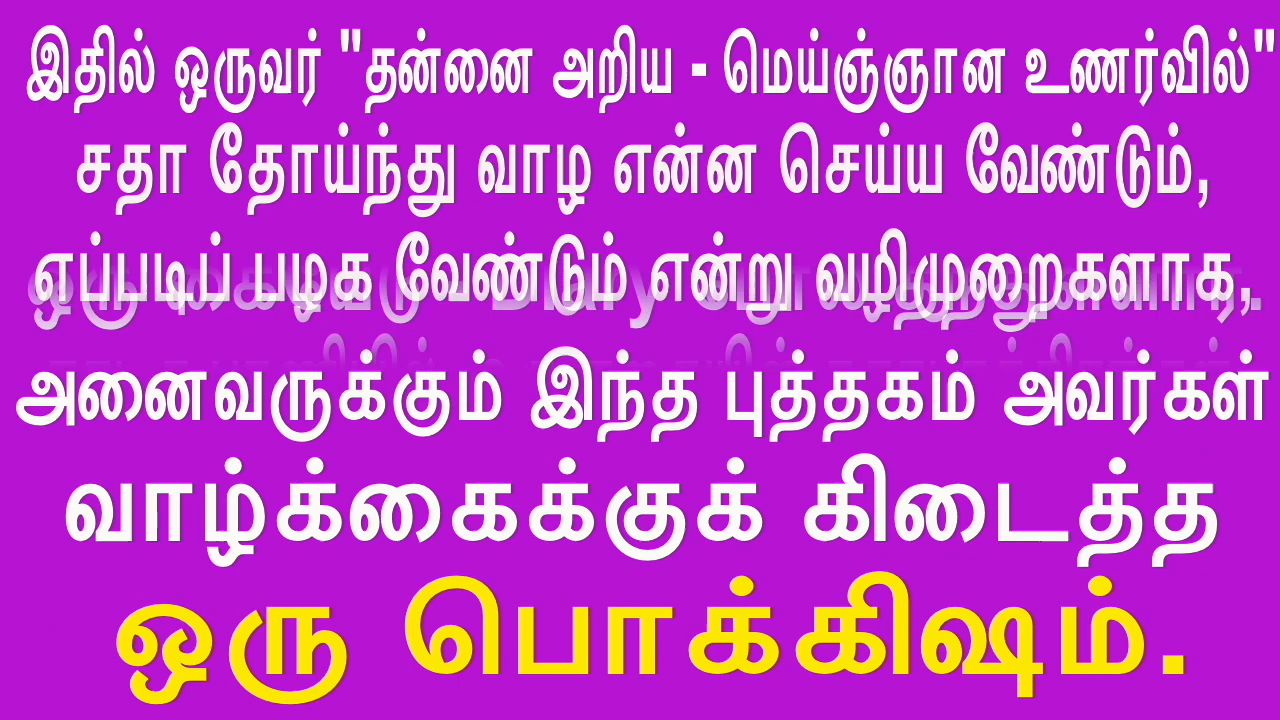 இதில் ஒருவர் "தன்னை அறிய - மெய்ஞ்ஞான உணர்வில்"
சதா தோய்ந்து வாழ என்ன செய்ய வேண்டும்,
எப்படிப் பழக வேண்டும் என்று வழிமுறைகளாக,
அனைவருக்கும் இந்த புத்தகம் அவர்கள்
வாழ்க்கைக்குக் கிடைத்த
ஒரு பொக்கிஷம்.